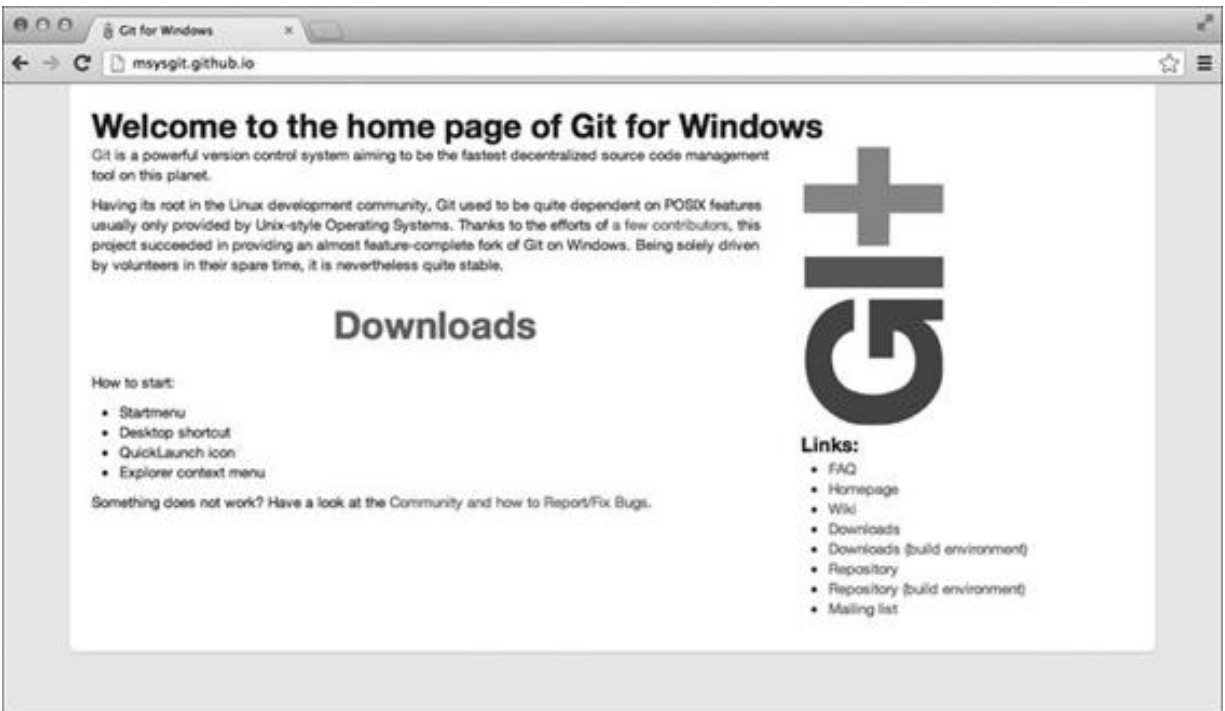 Git for Windows
msysgit.github.io
Welcome to the home page of Git for Windows
Git is a powerful version control system aiming to be the fastest decentralized source code management
tool on this planet.
Having its root in the Linux development community, Git used to be quite dependent on POSIX features
usually only provided by Unix-style Operating Systems. Thanks to the efforts of a few contributors, this
project succeeded in providing an almost feature-complete fork of Git on Windows. Being solely driven
by volunteers in their spare time, it is nevertheless quite stable.
Downloads
How to start:
• Startmenu
• Desktop shortcut
• QuickLaunch icon
• Explorer context menu
Something does not work? Have a look at the Community and how to Report/Fix Bugs.
GIt
Links:
• FAQ
• Homepage
• Wiki
• Downloads
• Downloads (build environment)
• Repository
• Repository (build environment)
• Mailing list